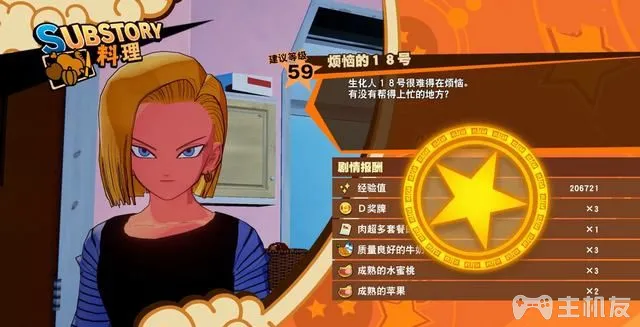 SUBSTORY
料理
建议等级
59
烦恼的18号
生化人18号很难得在烦恼。
有没有帮得上忙的地方?
剧情报酬
经验值 206721
D奖牌 ×3
肉超多套餐 ×1
质量良好的牛奶 ×3
成熟的水蜜桃 ×3
成熟的苹果 ×2
主机友